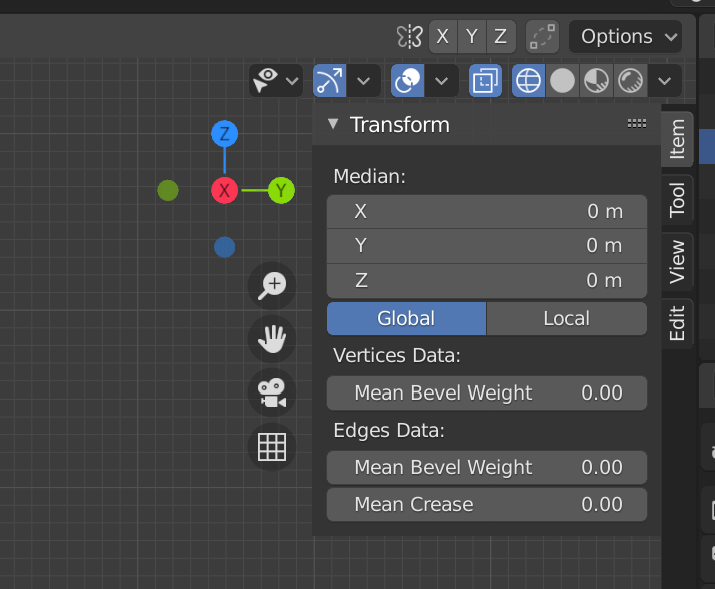 X Y Z Options
Z
Transform
Item
Median:
X Y
X 0 m
Tool
Y 0 m
View
Z 0 m
Global Local
Edit
Vertices Data:
Mean Bevel Weight 0.00
Edges Data:
Mean Bevel Weight 0.00
Mean Crease 0.00